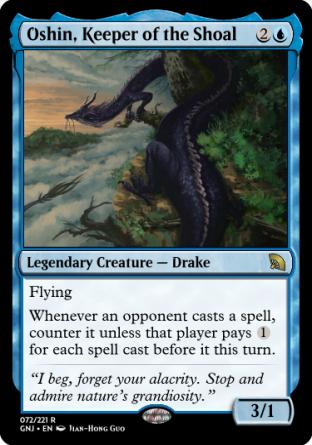 Oshin, Keeper of the Shoal 2
Legendary Creature — Drake
Flying
Whenever an opponent casts a spell,
counter it unless that player pays 1
for each spell cast before it this turn.
“I beg, forget your alacrity. Stop and
admire nature's grandiosity.”
072/221 R
GNJ • EN Jian-Hong Guo
3/1